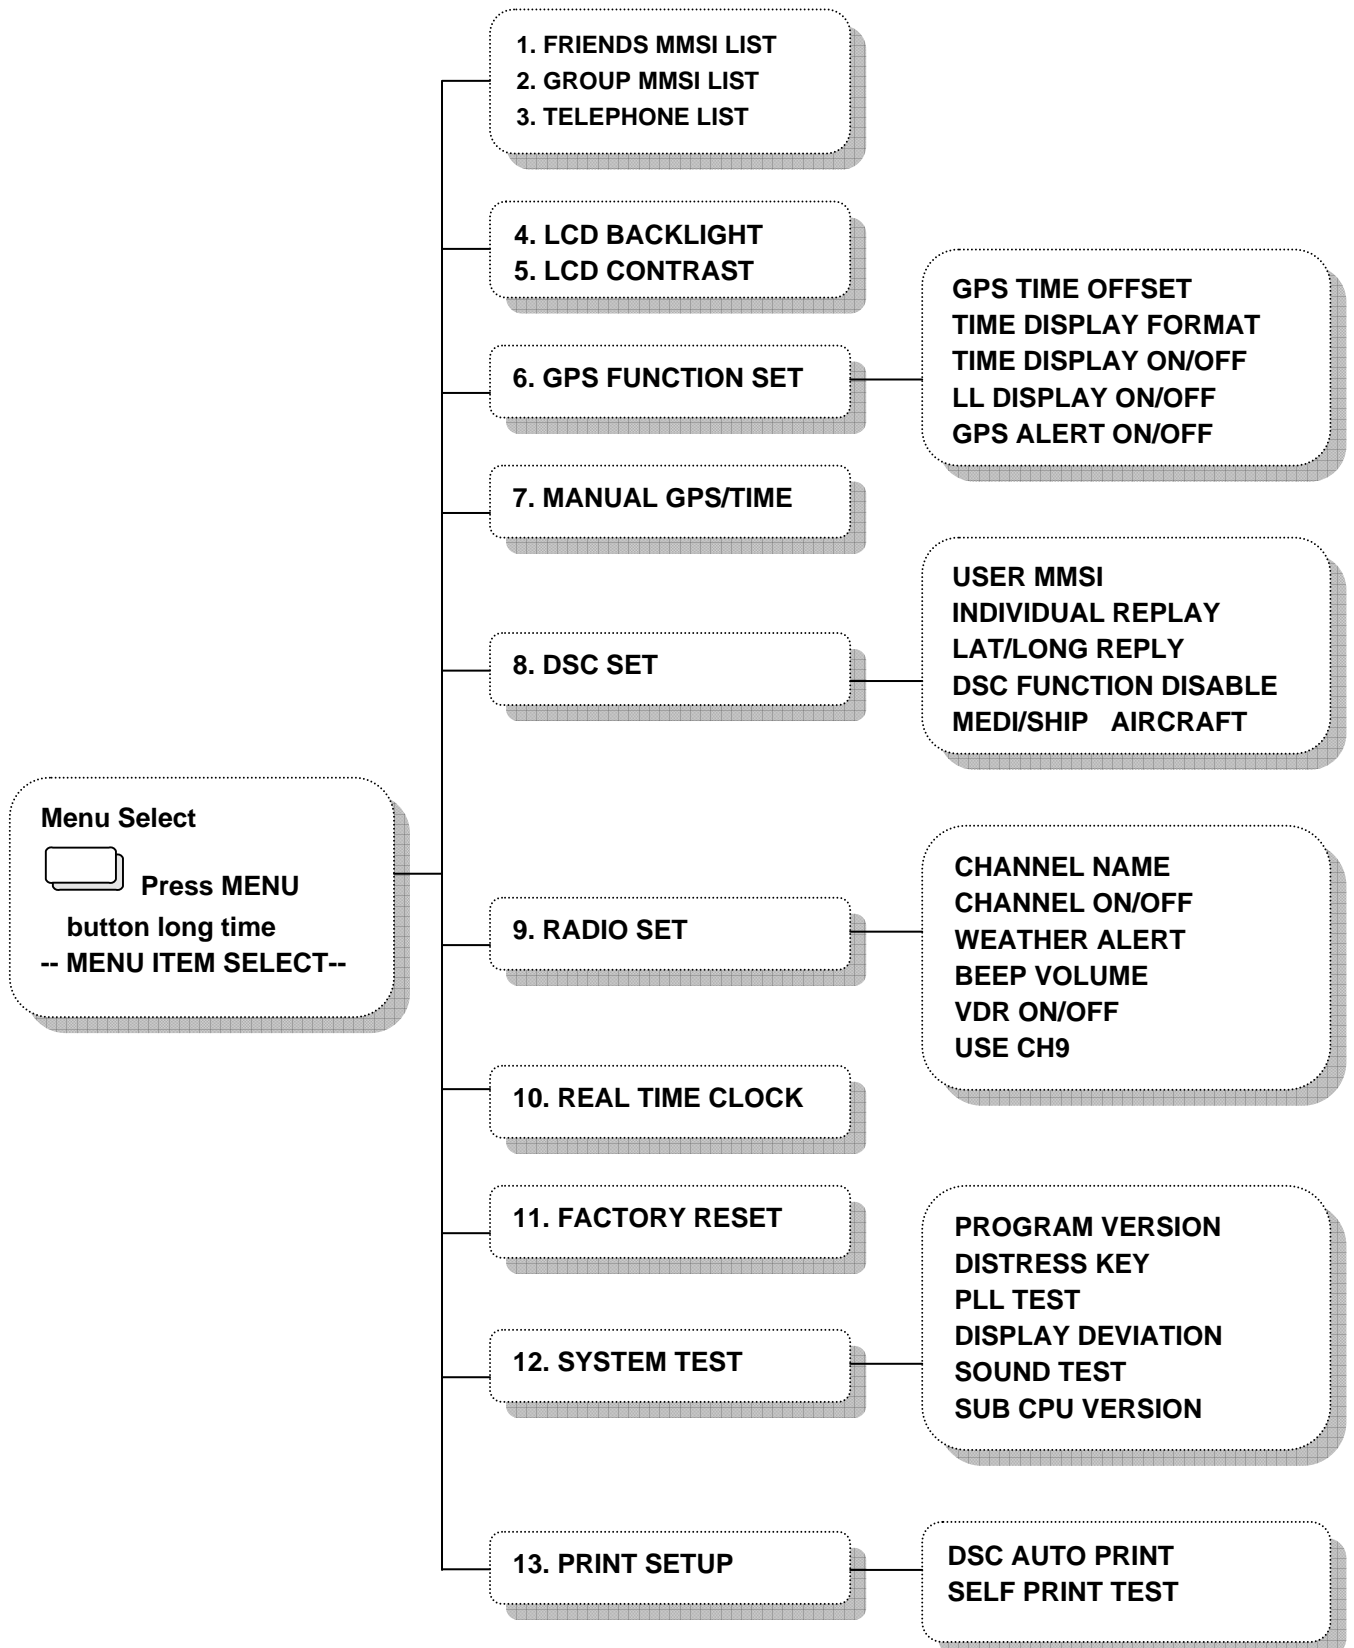 1. FRIENDS MMSI LIST
2. GROUP MMSI LIST
3. TELEPHONE LIST
4. LCD BACKLIGHT
5. LCD CONTRAST
6. GPS FUNCTION SET
GPS TIME OFFSET
TIME DISPLAY FORMAT
TIME DISPLAY ON/OFF
LL DISPLAY ON/OFF
GPS ALERT ON/OFF
7. MANUAL GPS/TIME
8. DSC SET
USER MMSI
INDIVIDUAL REPLAY
LAT/LONG REPLY
DSC FUNCTION DISABLE
MEDI/SHIP AIRCRAFT
Menu Select
Press MENU
button long time
-- MENU ITEM SELECT--
9. RADIO SET
CHANNEL NAME
CHANNEL ON/OFF
WEATHER ALERT
BEEP VOLUME
VDR ON/OFF
USE CH9
10. REAL TIME CLOCK
11. FACTORY RESET
12. SYSTEM TEST
PROGRAM VERSION
DISTRESS KEY
PLL TEST
DISPLAY DEVIATION
SOUND TEST
SUB CPU VERSION
13. PRINT SETUP
DSC AUTO PRINT
SELF PRINT TEST